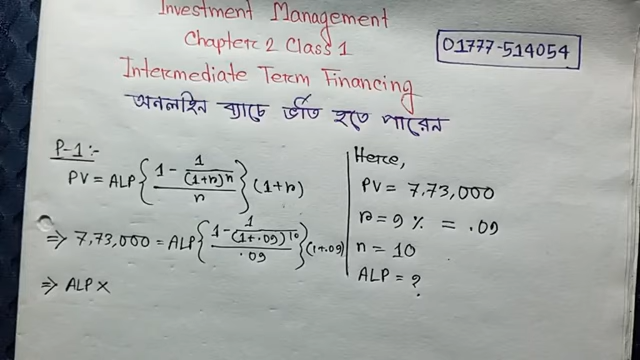 Investment Management
Chapter 2 Class 1
01777-514054
Intermediate Term Financing
অনলাইন ব্যাচে ভর্তি হতে পারেন
P-1:-
PV = ALP { (1 - 1/(1+r)^n) / r } (1+r)
⇒ 7,73,000 = ALP { (1 - 1/(1+.09)^10) / .09 } (1+.09)
⇒ ALP ×
Here,
PV = 7,73,000
r = 9 % = .09
n = 10
ALP = ?